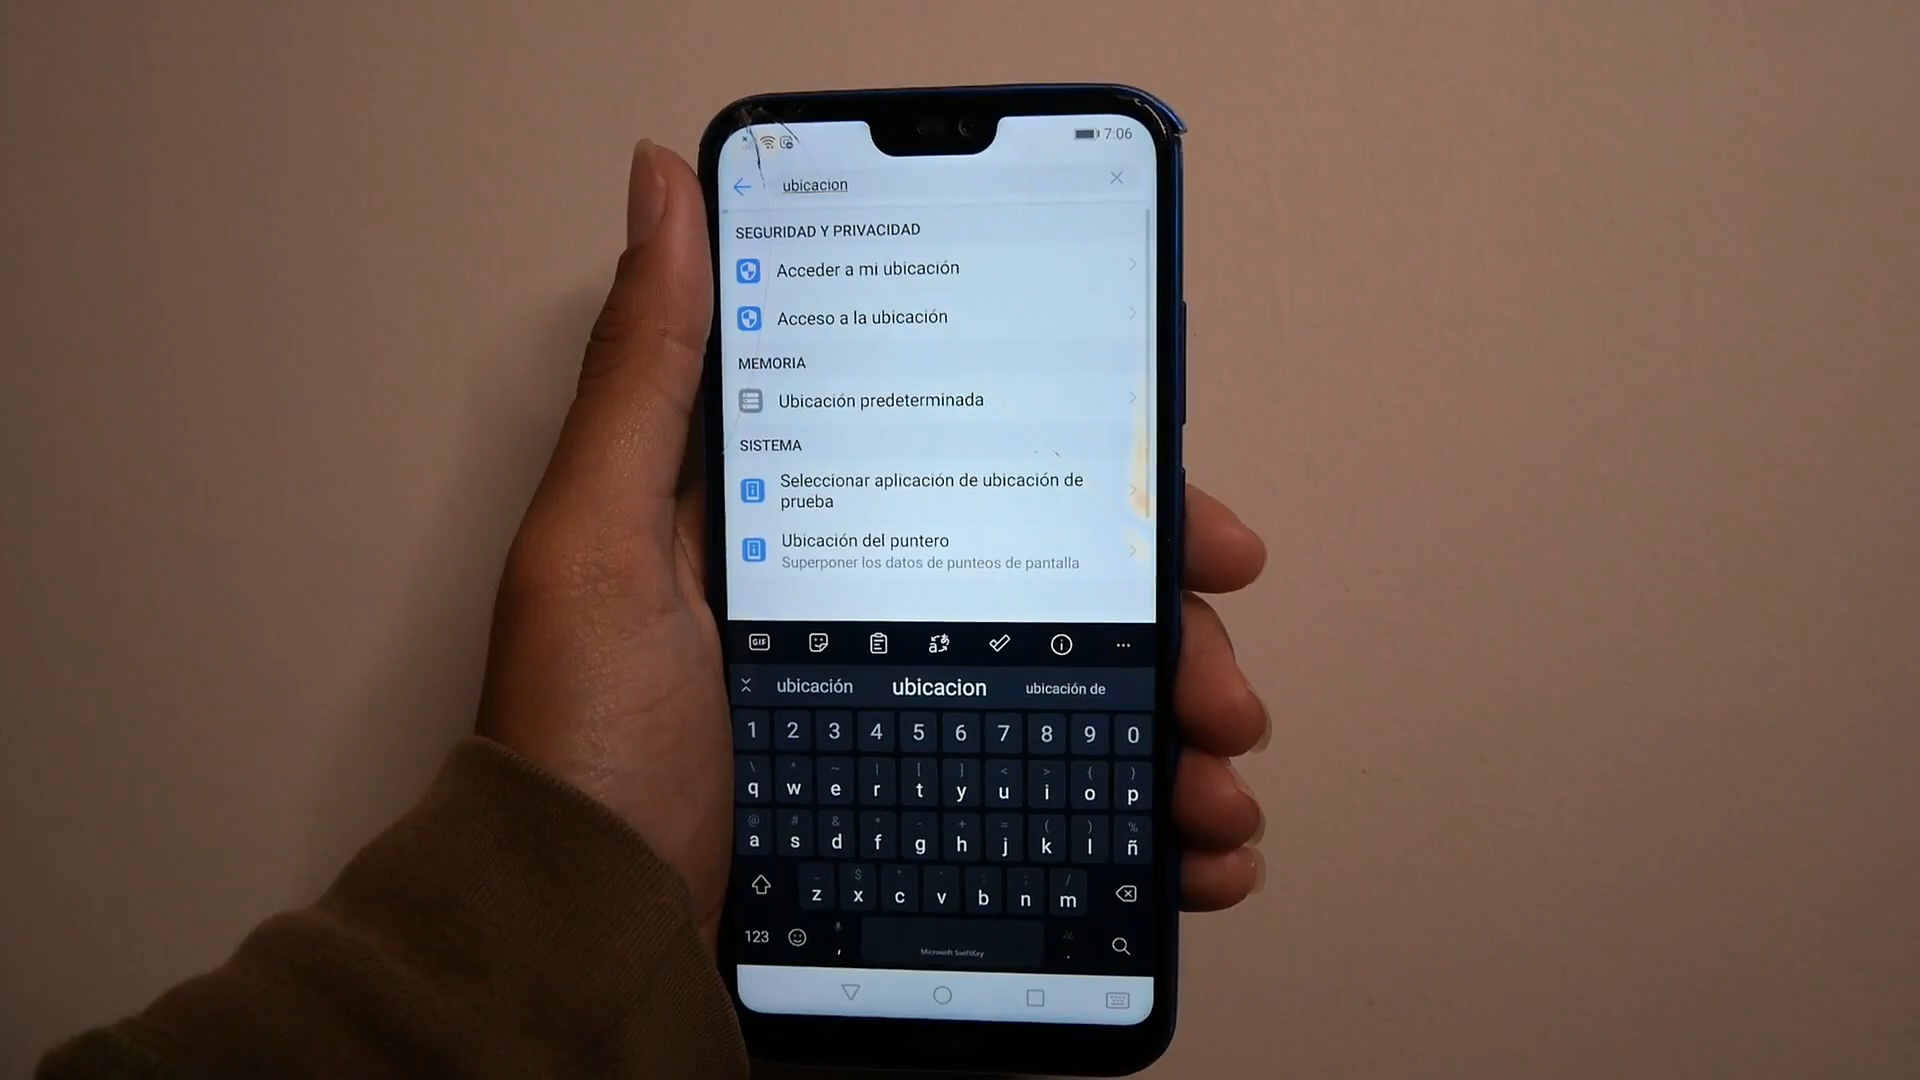 7:06
ubicacion
SEGURIDAD Y PRIVACIDAD
Acceder a mi ubicación
Acceso a la ubicación
MEMORIA
Ubicación predeterminada
SISTEMA
Seleccionar aplicación de ubicación de
prueba
Ubicación del puntero
Superponer los datos de punteos de pantalla
GIF
ubicación ubicacion ubicación de
1 2 3 4 5 6 7 8 9 0
q w e r t y u i o p
a s d f g h j k l ñ
z x c v b n m
123 , Microsoft SwiftKey .